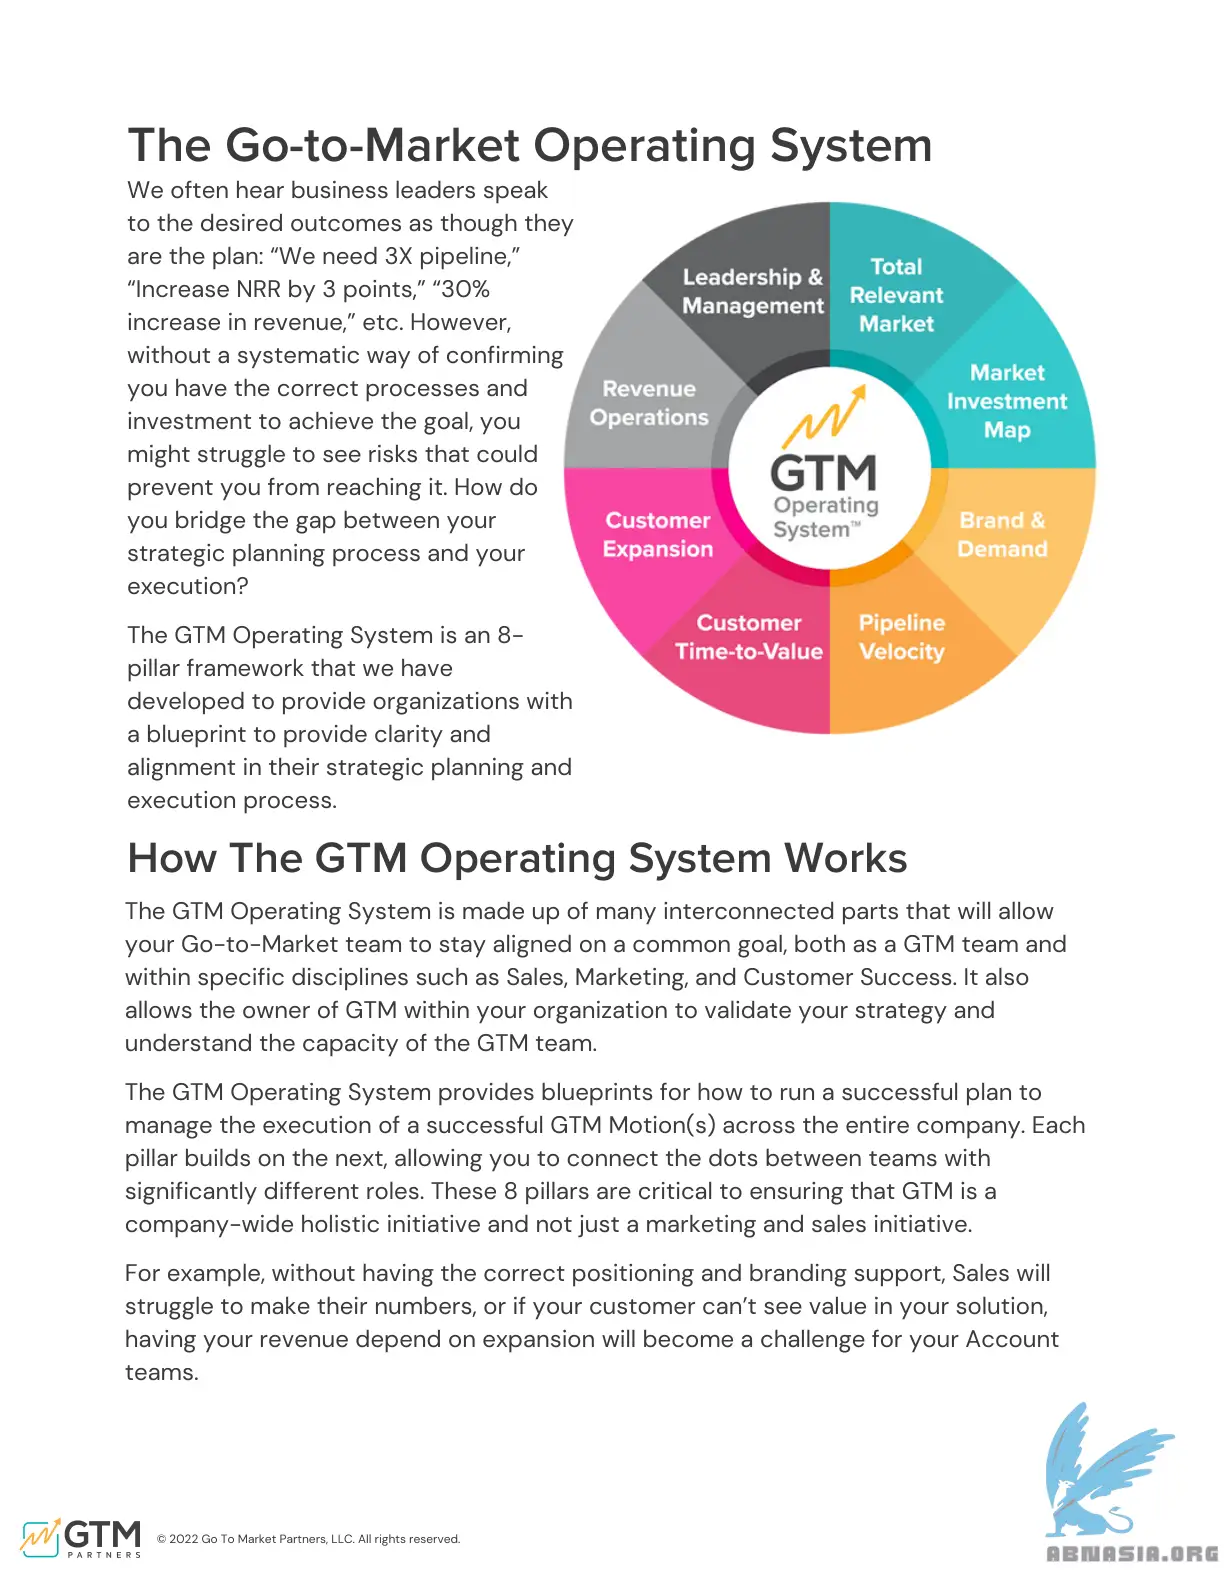 The Go-to-Market Operating System
We often hear business leaders speak
to the desired outcomes as though they
are the plan: “We need 3X pipeline,”
“Increase NRR by 3 points,” “30%
increase in revenue,” etc. However,
without a systematic way of confirming
you have the correct processes and
investment to achieve the goal, you
might struggle to see risks that could
prevent you from reaching it. How do
you bridge the gap between your
strategic planning process and your
execution?
The GTM Operating System is an 8-
pillar framework that we have
developed to provide organizations with
a blueprint to provide clarity and
alignment in their strategic planning and
execution process.
Leadership &
Management
Total
Relevant
Market
Market
Investment
Map
Brand &
Demand
Pipeline
Velocity
Customer
Time-to-Value
Customer
Expansion
Revenue
Operations
GTM
Operating
System™
How The GTM Operating System Works
The GTM Operating System is made up of many interconnected parts that will allow
your Go-to-Market team to stay aligned on a common goal, both as a GTM team and
within specific disciplines such as Sales, Marketing, and Customer Success. It also
allows the owner of GTM within your organization to validate your strategy and
understand the capacity of the GTM team.
The GTM Operating System provides blueprints for how to run a successful plan to
manage the execution of a successful GTM Motion(s) across the entire company. Each
pillar builds on the next, allowing you to connect the dots between teams with
significantly different roles. These 8 pillars are critical to ensuring that GTM is a
company-wide holistic initiative and not just a marketing and sales initiative.
For example, without having the correct positioning and branding support, Sales will
struggle to make their numbers, or if your customer can’t see value in your solution,
having your revenue depend on expansion will become a challenge for your Account
teams.
GTM
PARTNERS
© 2022 Go To Market Partners, LLC. All rights reserved.
ABNASIA.ORG